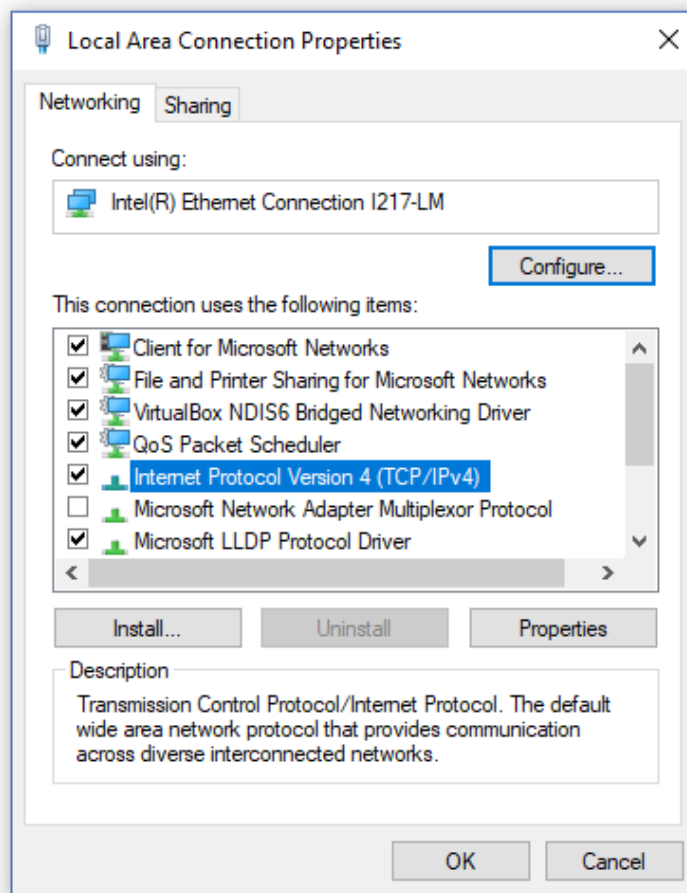 Local Area Connection Properties
Networking
Sharing
Connect using:
Intel(R) Ethernet Connection I217-LM
Configure...
This connection uses the following items:
Client for Microsoft Networks
File and Printer Sharing for Microsoft Networks
VirtualBox NDIS6 Bridged Networking Driver
QoS Packet Scheduler
Internet Protocol Version 4 (TCP/IPv4)
Microsoft Network Adapter Multiplexor Protocol
Microsoft LLDP Protocol Driver
Install...
Uninstall
Properties
Description
Transmission Control Protocol/Internet Protocol. The default
wide area network protocol that provides communication
across diverse interconnected networks.
OK
Cancel